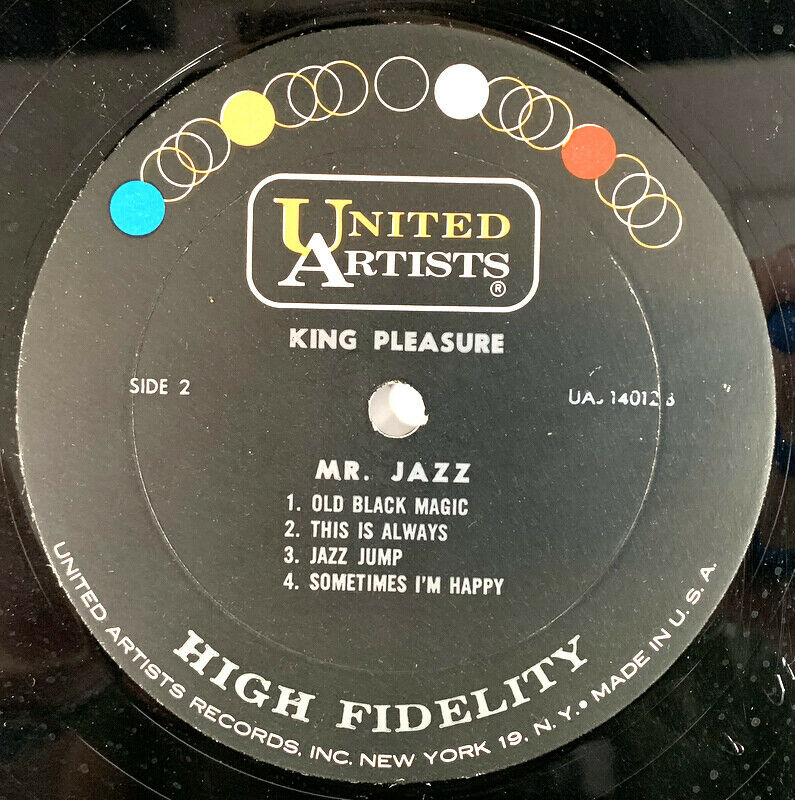 UNITED
ARTISTS
®
KING PLEASURE
SIDE 2
UAJ 14012 B
MR. JAZZ
1. OLD BLACK MAGIC
2. THIS IS ALWAYS
3. JAZZ JUMP
4. SOMETIMES I'M HAPPY
HIGH FIDELITY
UNITED ARTISTS RECORDS, INC. NEW YORK 19, N. Y. • MADE IN U. S. A.